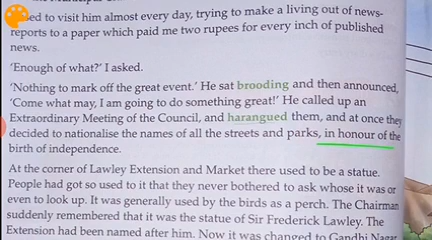 to visit him almost every day, trying to make a living out of news-
reports to a paper which paid me two rupees for every inch of published
news.
‘Enough of what?’ I asked.
‘Nothing to mark off the great event.’ He sat brooding and then announced,
‘Come what may, I am going to do something great!’ He called up an
Extraordinary Meeting of the Council, and harangued them, and at once they
decided to nationalise the names of all the streets and parks, in honour of the
birth of independence.
At the corner of Lawley Extension and Market there used to be a statue.
People had got so used to it that they never bothered to ask whose it was or
even to look up. It was generally used by the birds as a perch. The Chairman
suddenly remembered that it was the statue of Sir Frederick Lawley. The
Extension had been named after him. Now it was changed to Gandhi Nagar